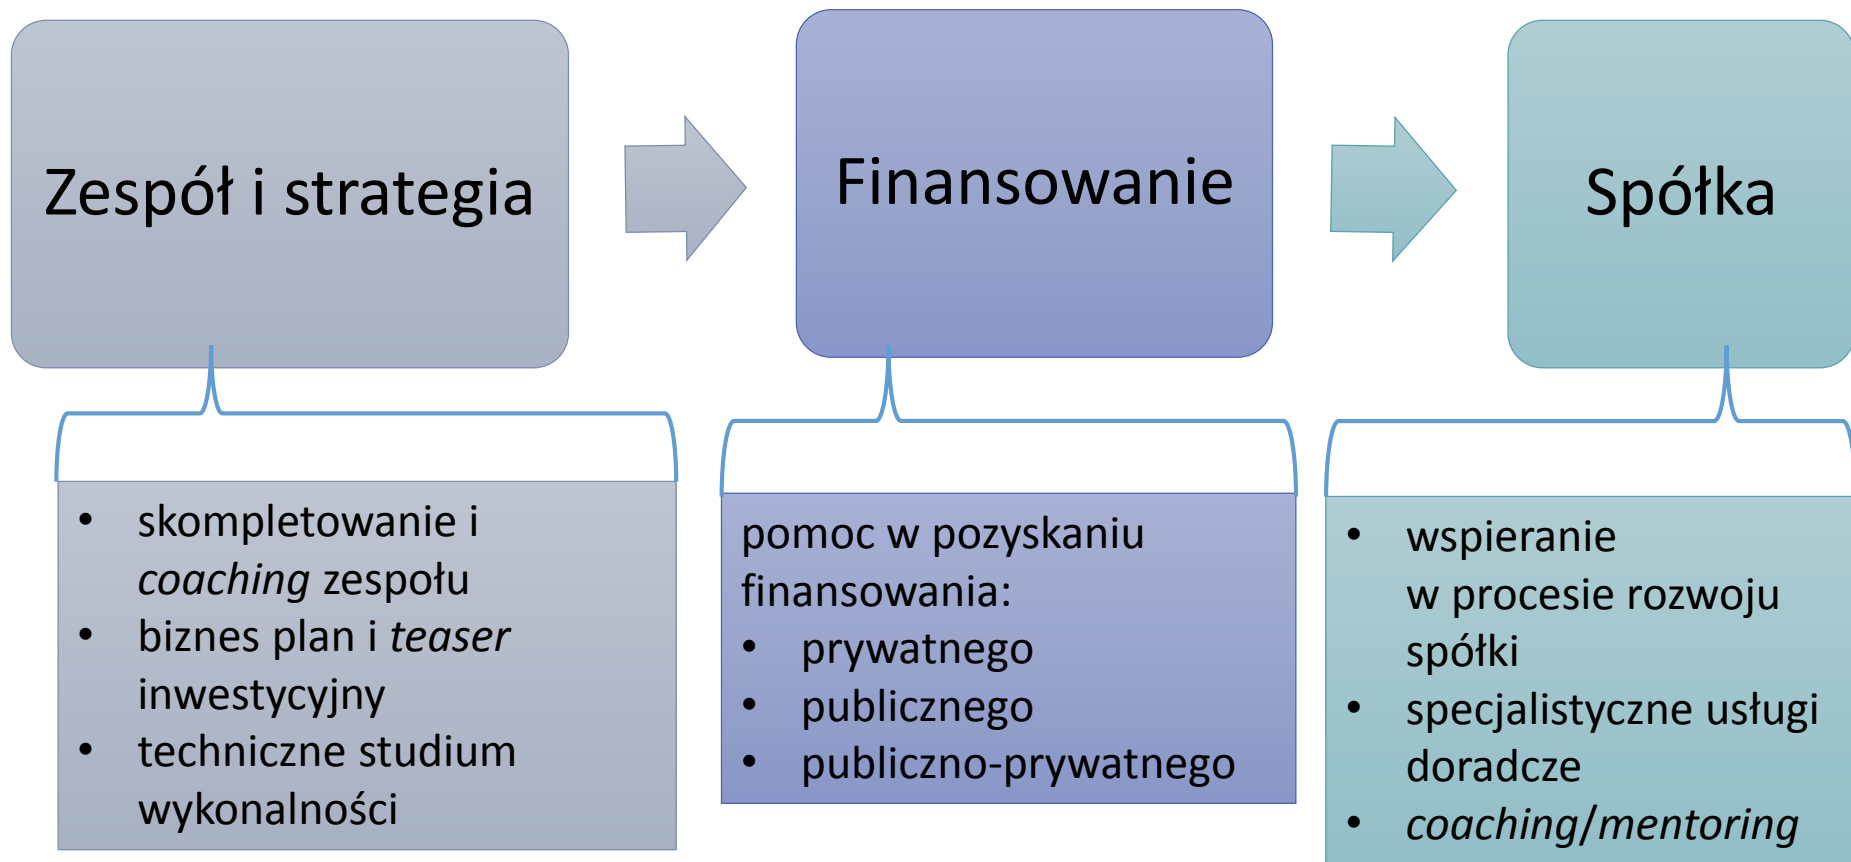 Zespół i strategia
Finansowanie
Spółka
• skompletowanie i
coaching zespołu
• biznes plan i teaser
inwestycyjny
• techniczne studium
wykonalności
pomoc w pozyskaniu
finansowania:
• prywatnego
• publicznego
• publiczno-prywatnego
• wspieranie
w procesie rozwoju
spółki
• specjalistyczne usługi
doradcze
• coaching/mentoring